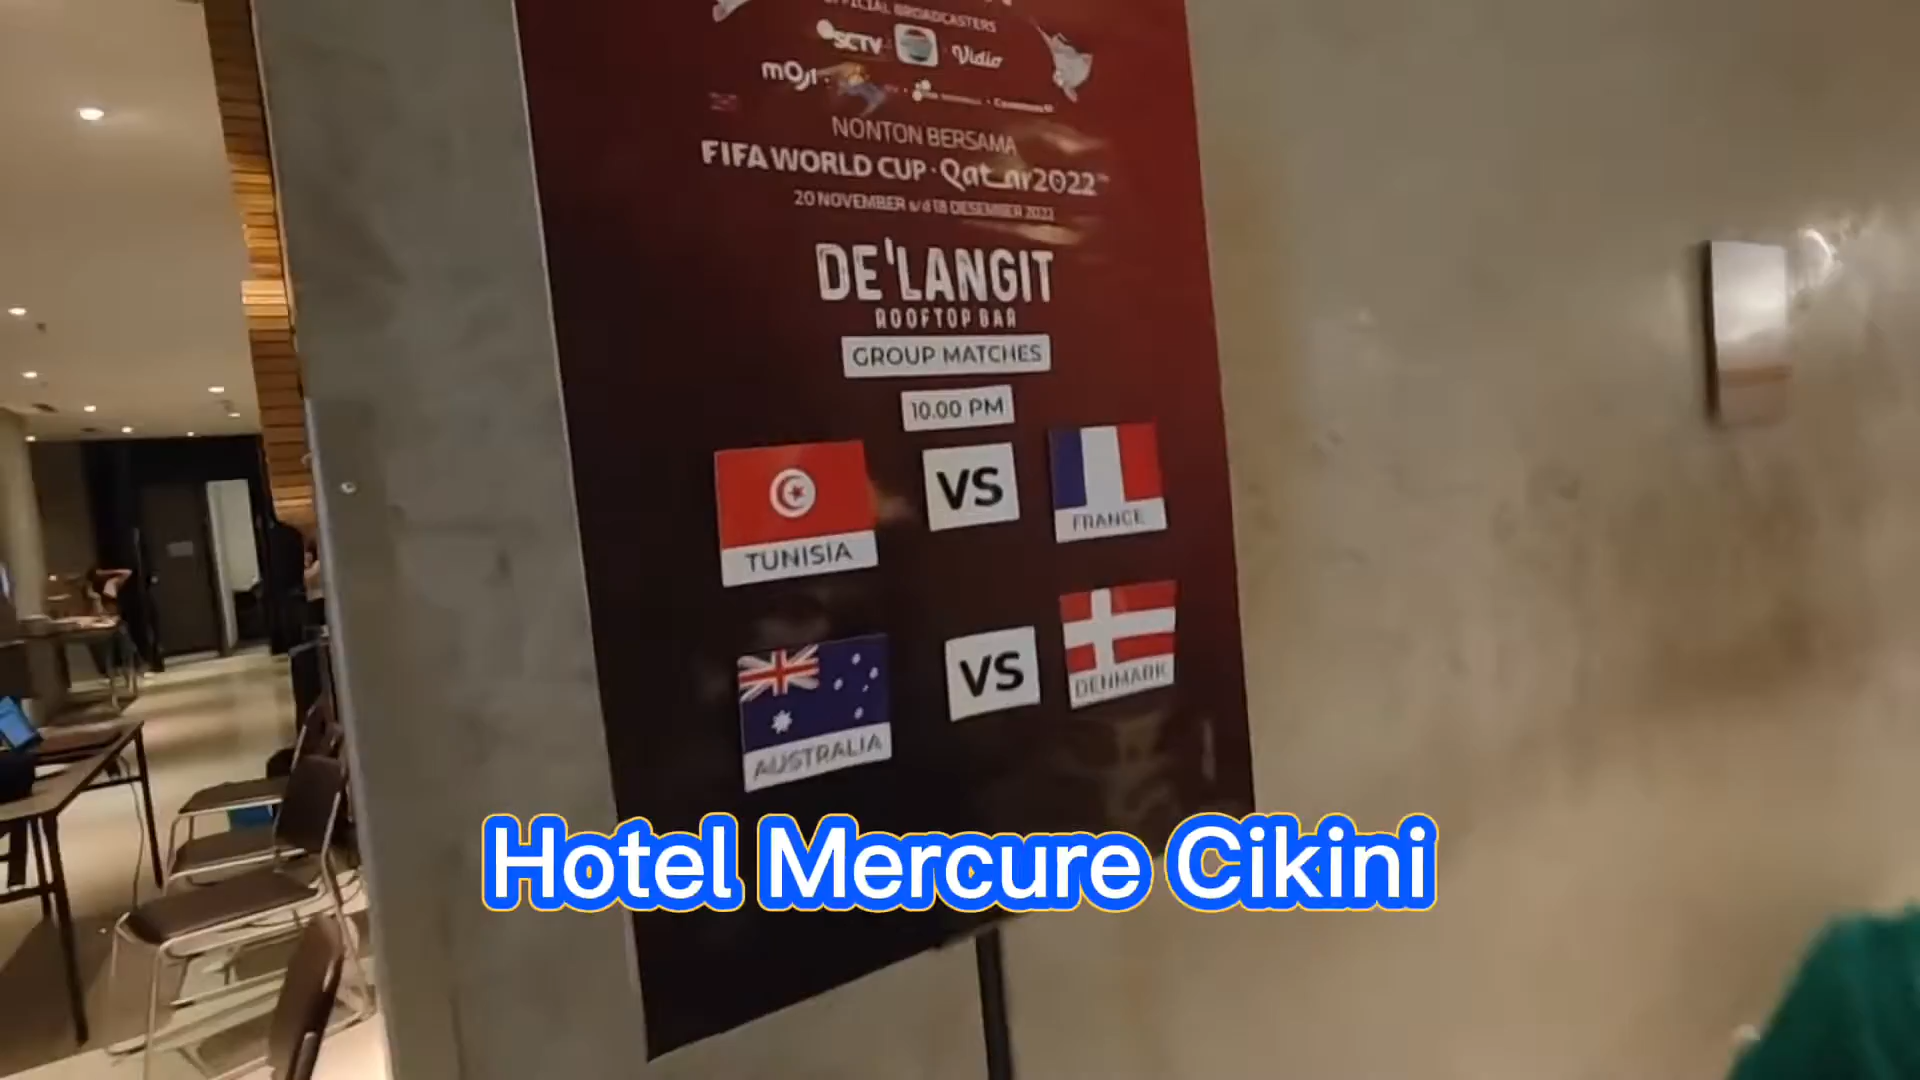 OFFICIAL BROADCASTERS
SCTV
Vidio
moji
NONTON BERSAMA
FIFA WORLD CUP · Qatar2022
20 NOVEMBER s/d 18 DESEMBER 2022
DE'LANGIT
ROOFTOP BAR
GROUP MATCHES
10.00 PM
TUNISIA VS FRANCE
AUSTRALIA VS DENMARK
Hotel Mercure Cikini